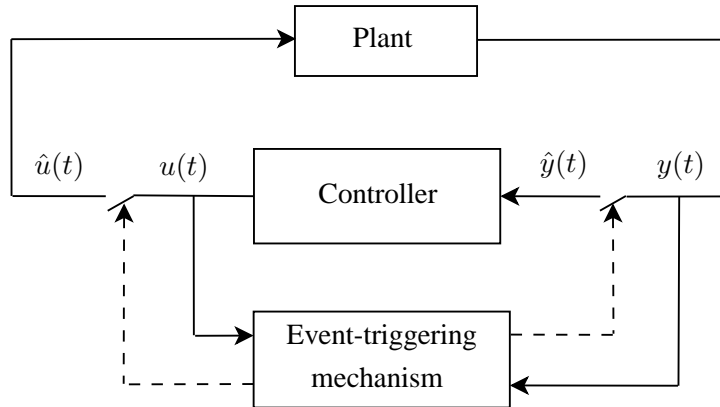 Plant
û(t)
u(t)
Controller
ŷ(t)
y(t)
Event-triggering
mechanism